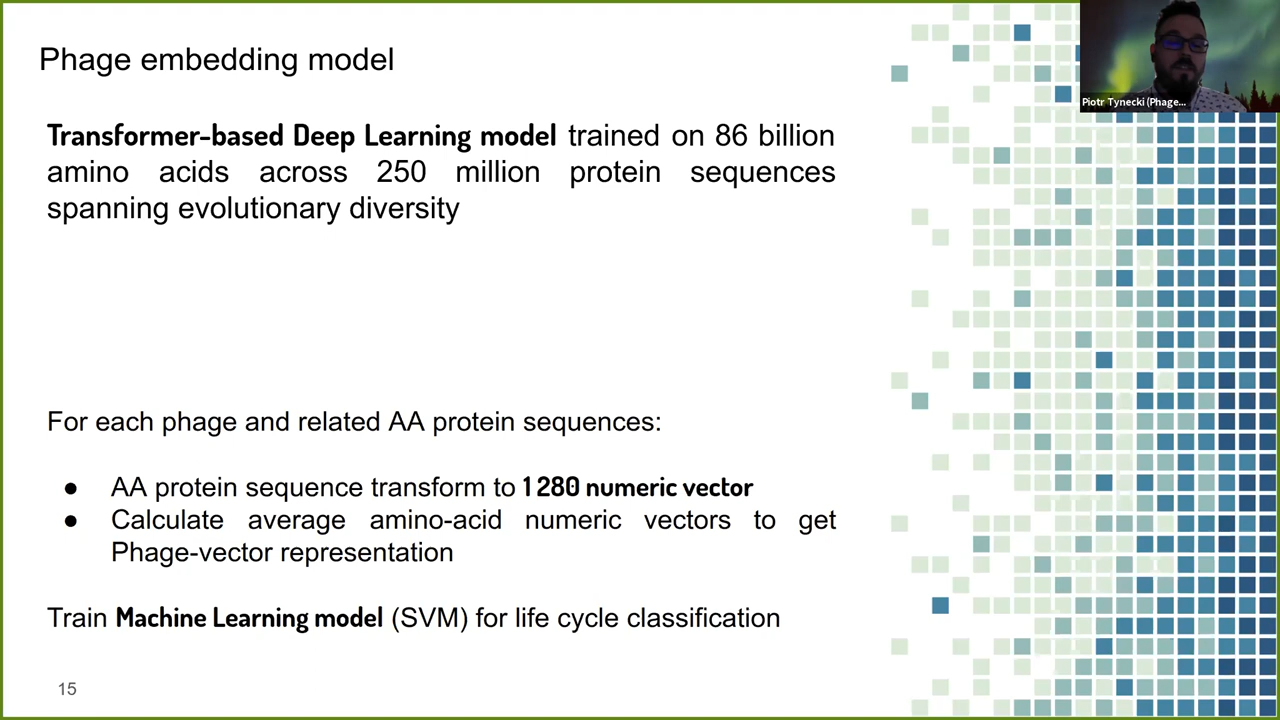 Phage embedding model
Transformer-based Deep Learning model trained on 86 billion
amino acids across 250 million protein sequences
spanning evolutionary diversity
For each phage and related AA protein sequences:
● AA protein sequence transform to 1 280 numeric vector
● Calculate average amino-acid numeric vectors to get
Phage-vector representation
Train Machine Learning model (SVM) for life cycle classification
15
Piotr Tynecki (Phage...